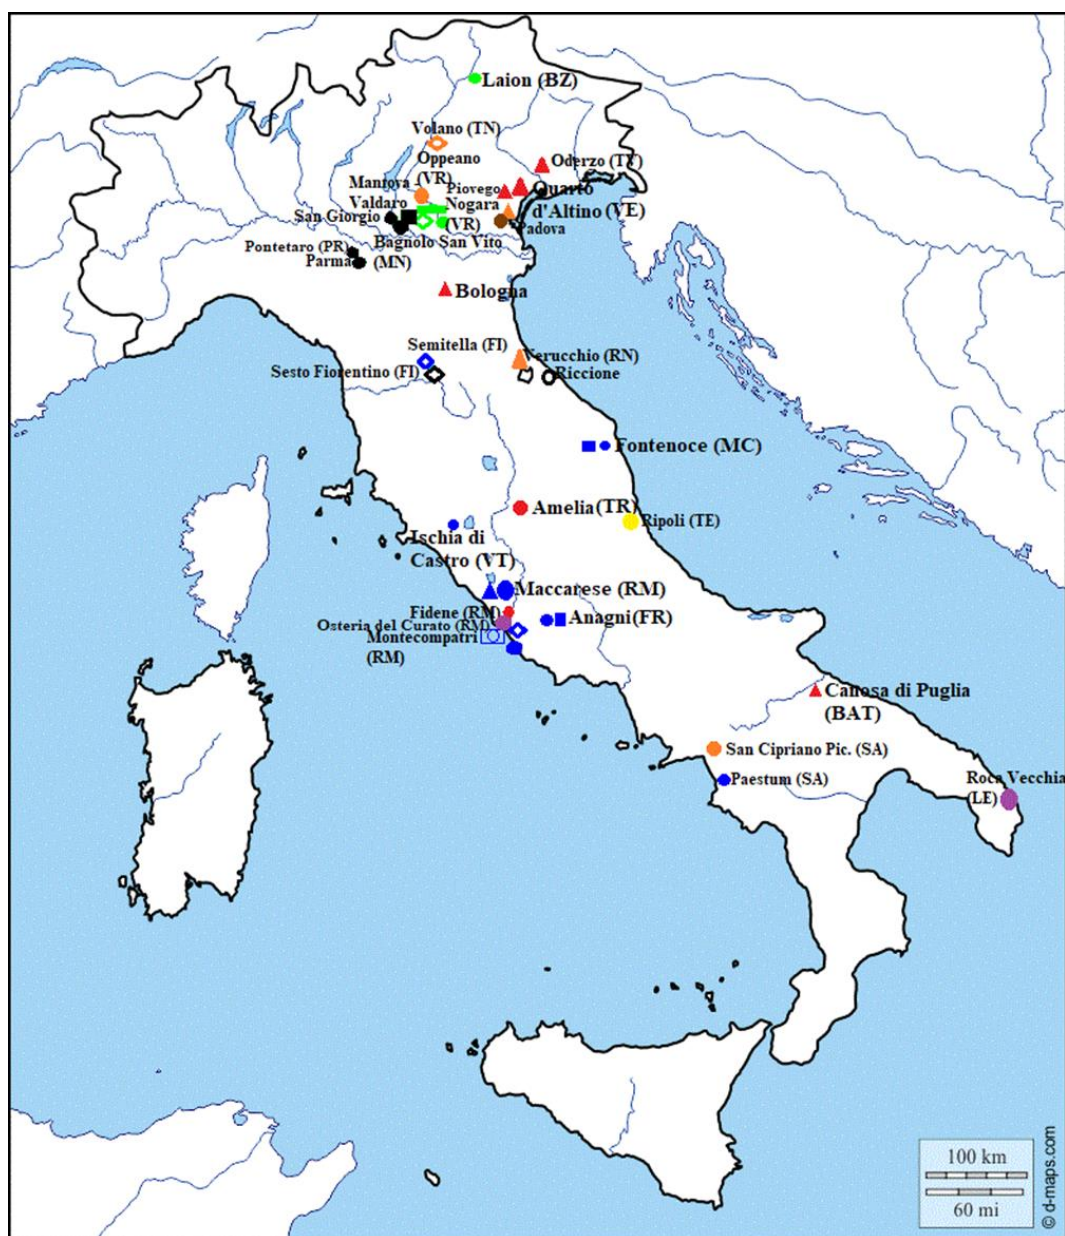 Laion (BZ)
Volano (TN)
Oppeano
(VR)
Oderzo (TV)
Mantova -
Valdaro
Piovego
Quarto
d'Altino (VE)
Nogara
(VR)
San Giorgio
Padova
Bagnolo San Vito
(MN)
Pontetaro (PR)
Parma
Bologna
Semitella (FI)
Verucchio (RN)
Sesto Fiorentino (FI)
Riccione
Fontenoce (MC)
Amelia (TR)
Ripoli (TE)
Ischia di
Castro (VT)
Maccarese (RM)
Fidene (RM)
Osteria del Curato (RM)
Anagni (FR)
Montecompatri
(RM)
Canosa di Puglia
(BAT)
San Cipriano Pic. (SA)
Paestum (SA)
Roca Vecchia
(LE)
100 km
60 mi
© d-maps.com